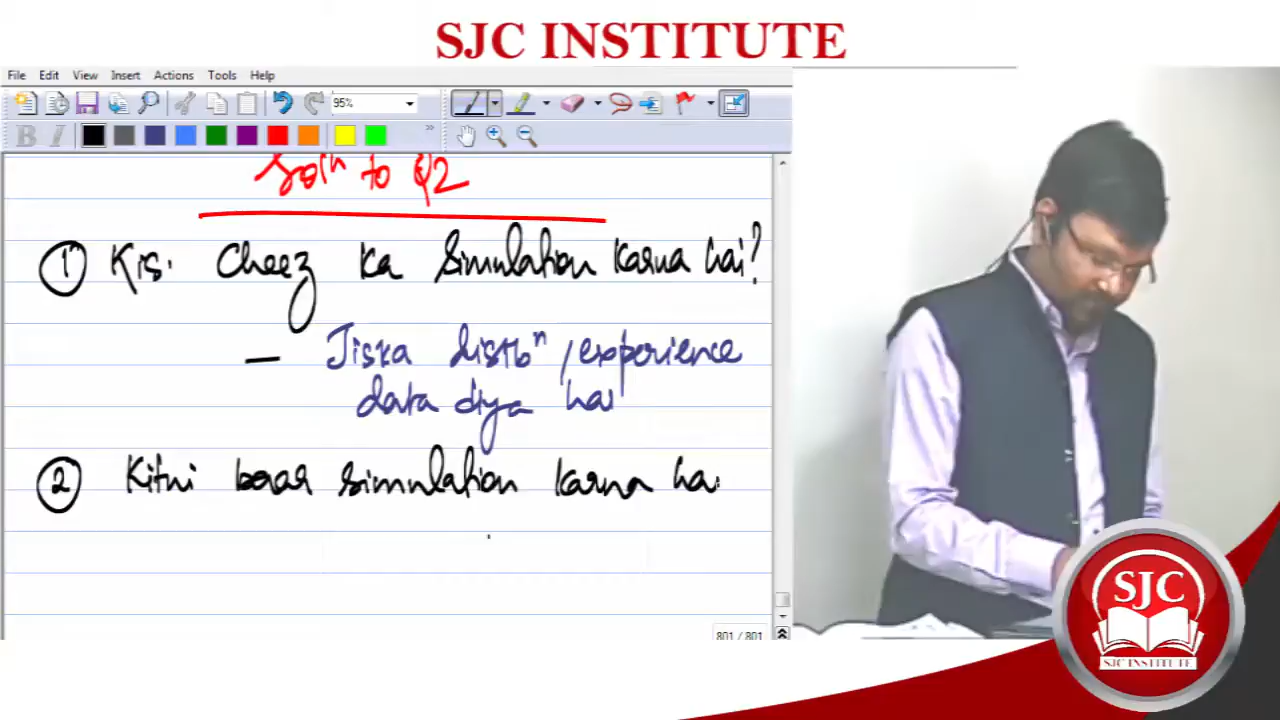 SJC INSTITUTE
File Edit View Insert Actions Tools Help
95%
B I
Soln to Q2
① Kis. Cheez ka Simulation karna hai?
— Jiska distbn / experience
data diya hai
② Kitni baar simulation karna hai
801 / 801
SJC
SJC INSTITUTE